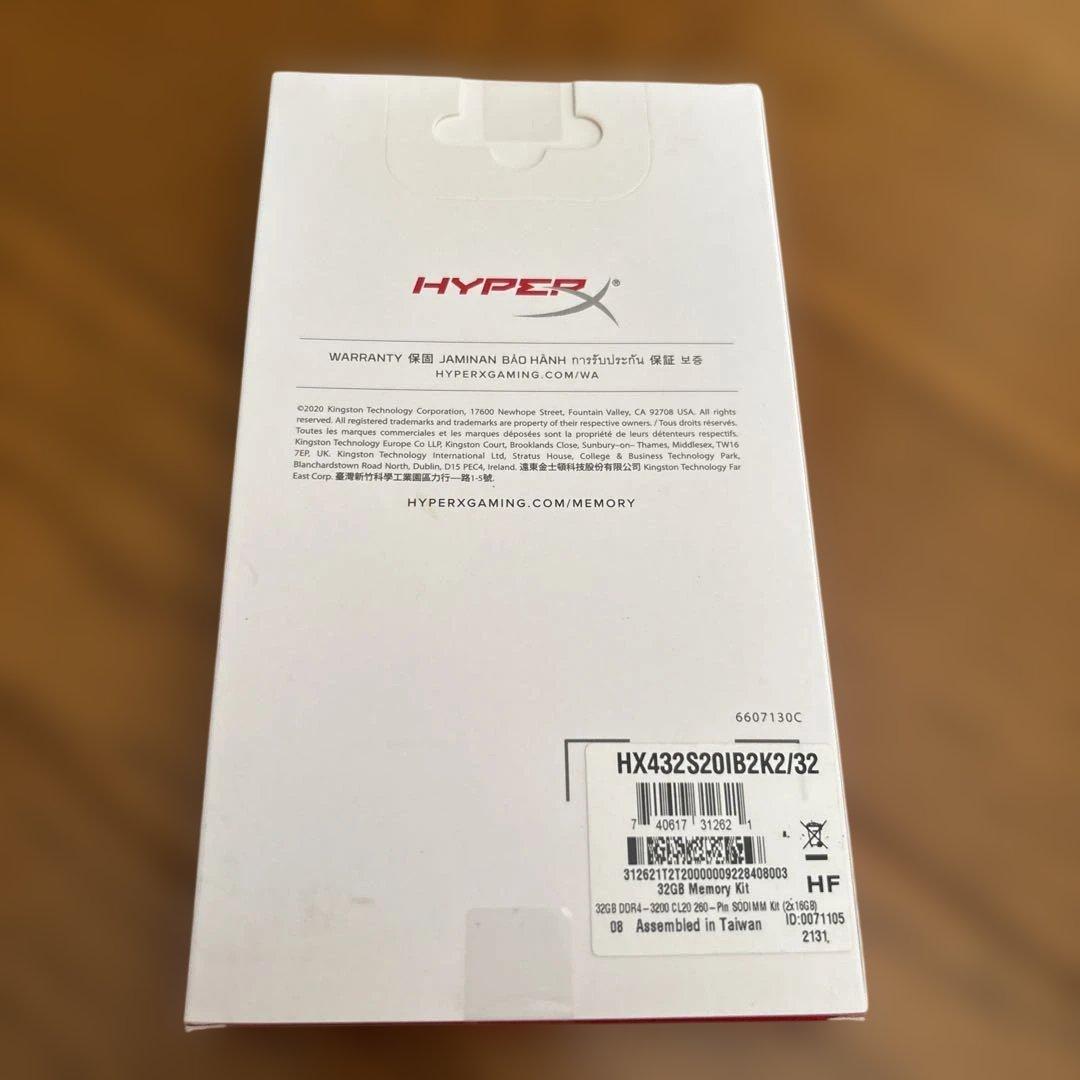 HYPERX®
WARRANTY 保固 JAMINAN BẢO HÀNH การรับประกัน 保証 보증
HYPERXGAMING.COM/WA
©2020 Kingston Technology Corporation, 17600 Newhope Street, Fountain Valley, CA 92708 USA. All rights
reserved. All registered trademarks and trademarks are property of their respective owners. / Tous droits réservés.
Toutes les marques commerciales et les marques déposées sont la propriété de leurs détenteurs respectifs.
Kingston Technology Europe Co LLP, Kingston Court, Brooklands Close, Sunbury-on- Thames, Middlesex, TW16
7EP, UK. Kingston Technology International Ltd, Stratus House, College & Business Technology Park,
Blanchardstown Road North, Dublin, D15 PEC4, Ireland. 遠東金士頓科技股份有限公司 Kingston Technology Far
East Corp. 臺灣新竹科學工業園區力行一路1-5號.
HYPERXGAMING.COM/MEMORY
6607130C
HX432S20IB2K2/32
7 40617 31262 1
312621T2T20000009228408003
32GB Memory Kit
HF
32GB DDR4-3200 CL20 260-Pin SODIMM Kit (2x16GB)
08 Assembled in Taiwan
ID:0071105
2131.